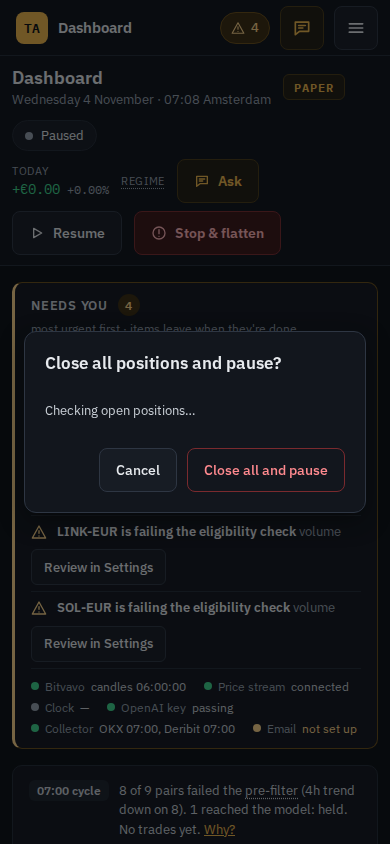 TA Dashboard 4
Dashboard
Wednesday 4 November · 07:08 Amsterdam
PAPER
Paused
TODAY
+€0.00 +0.00%
REGIME
Ask
Resume
Stop & flatten
NEEDS YOU 4
most urgent first · items leave when they're done
Close all positions and pause?
Checking open positions…
Cancel
Close all and pause
LINK-EUR is failing the eligibility check volume
Review in Settings
SOL-EUR is failing the eligibility check volume
Review in Settings
Bitvavo candles 06:00:00 Price stream connected
Clock — OpenAI key passing
Collector OKX 07:00, Deribit 07:00 Email not set up
07:00 cycle
8 of 9 pairs failed the pre-filter (4h trend
down on 8). 1 reached the model: held.
No trades yet. Why?